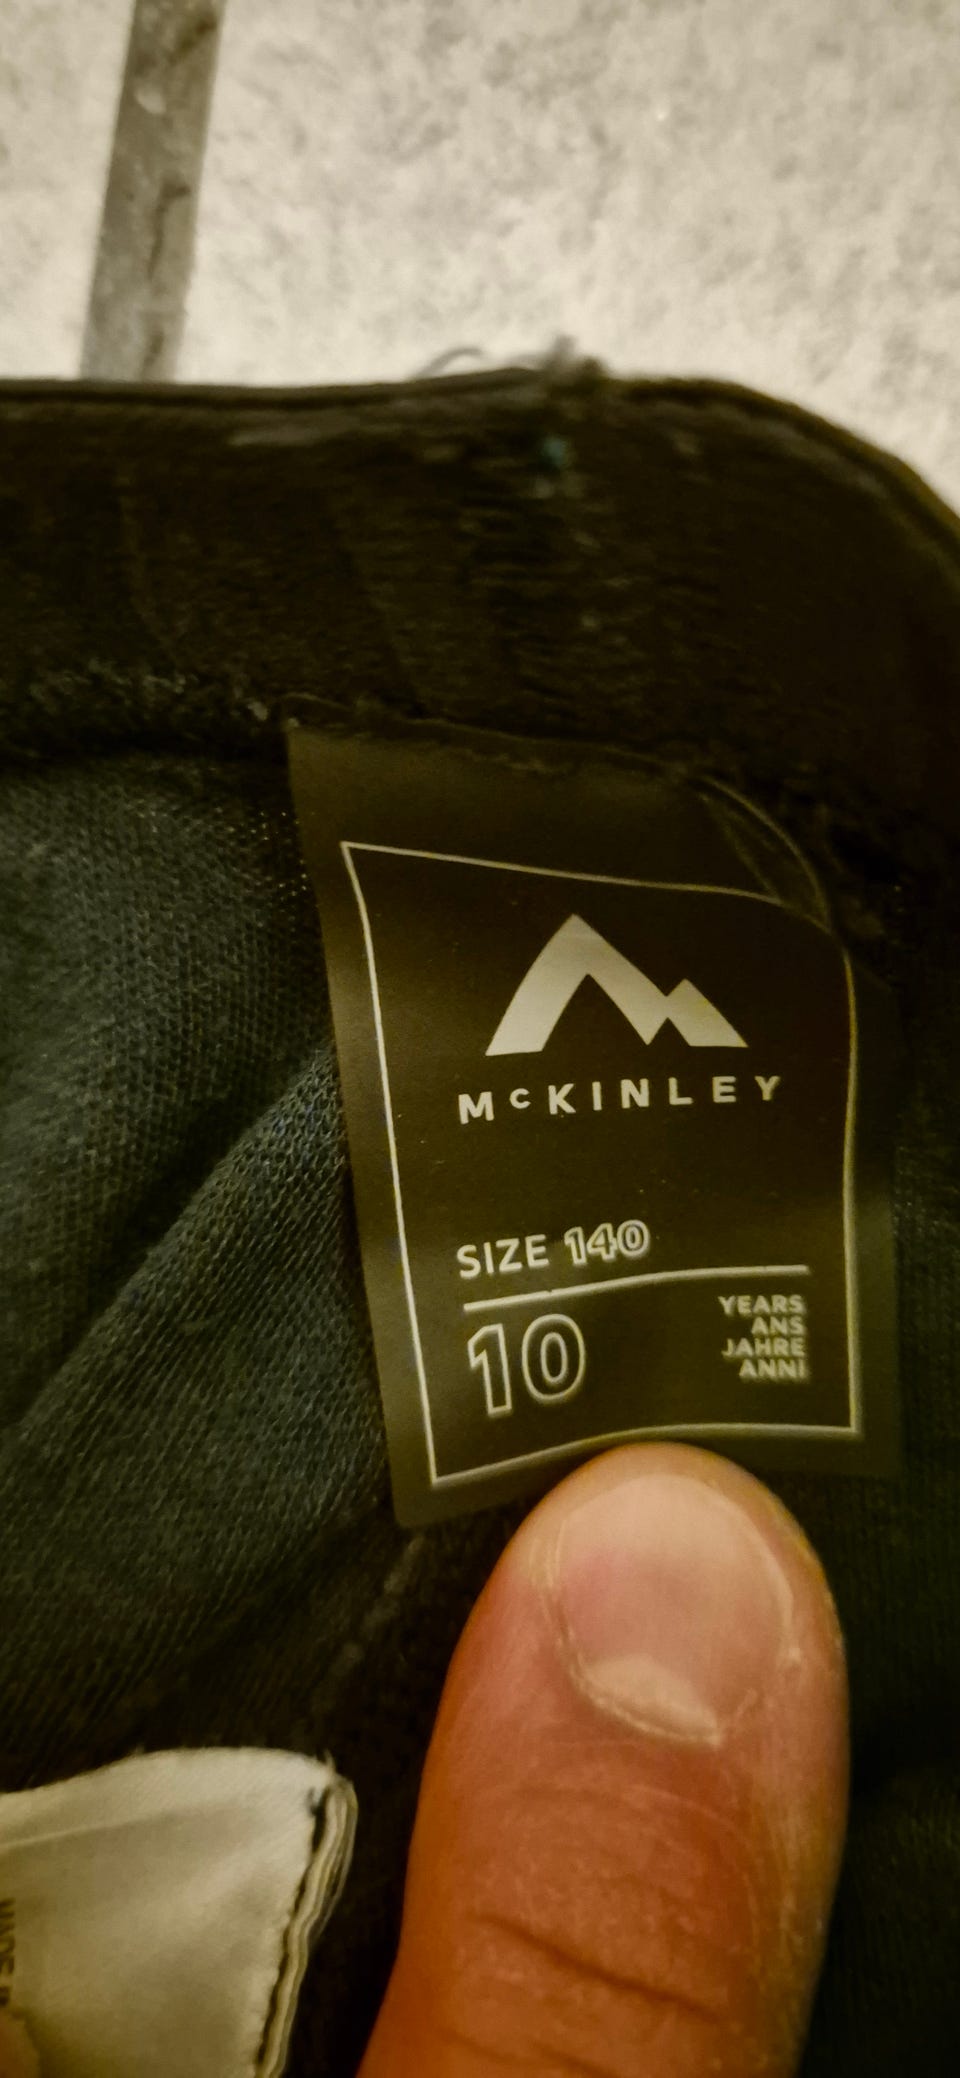 McKINLEY
SIZE 140
10
YEARS
ANS
JAHRE
ANNI